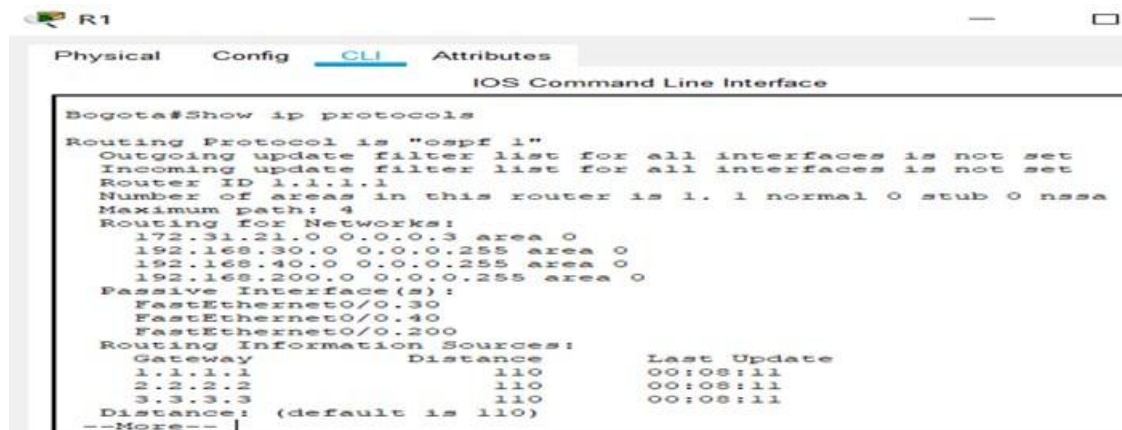 R1
Physical Config CLI Attributes
IOS Command Line Interface
Bogota#Show ip protocols
Routing Protocol is "ospf 1"
Outgoing update filter list for all interfaces is not set
Incoming update filter list for all interfaces is not set
Router ID 1.1.1.1
Number of areas in this router is 1. 1 normal 0 stub 0 nssa
Maximum path: 4
Routing for Networks:
172.31.21.0 0.0.0.3 area 0
192.168.30.0 0.0.0.255 area 0
192.168.40.0 0.0.0.255 area 0
192.168.200.0 0.0.0.255 area 0
Passive Interface(s):
FastEthernet0/0.30
FastEthernet0/0.40
FastEthernet0/0.200
Routing Information Sources:
Gateway Distance Last Update
1.1.1.1 110 00:08:11
2.2.2.2 110 00:08:11
3.3.3.3 110 00:08:11
Distance: (default is 110)
--More--